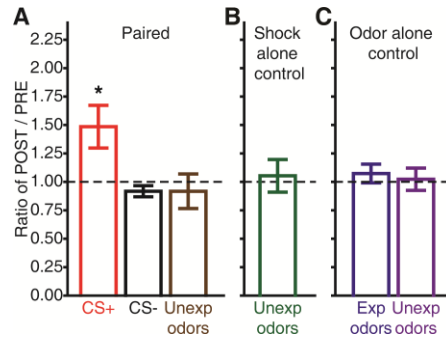 A
Paired
B
Shock
alone
control
C
Odor alone
control
Ratio of POST / PRE
2.25
2.00
1.75
1.50
1.25
1.00
0.75
0.50
0.25
0.00
*
CS+
CS-
Unexp
odors
Unexp
odors
Exp
odors
Unexp
odors